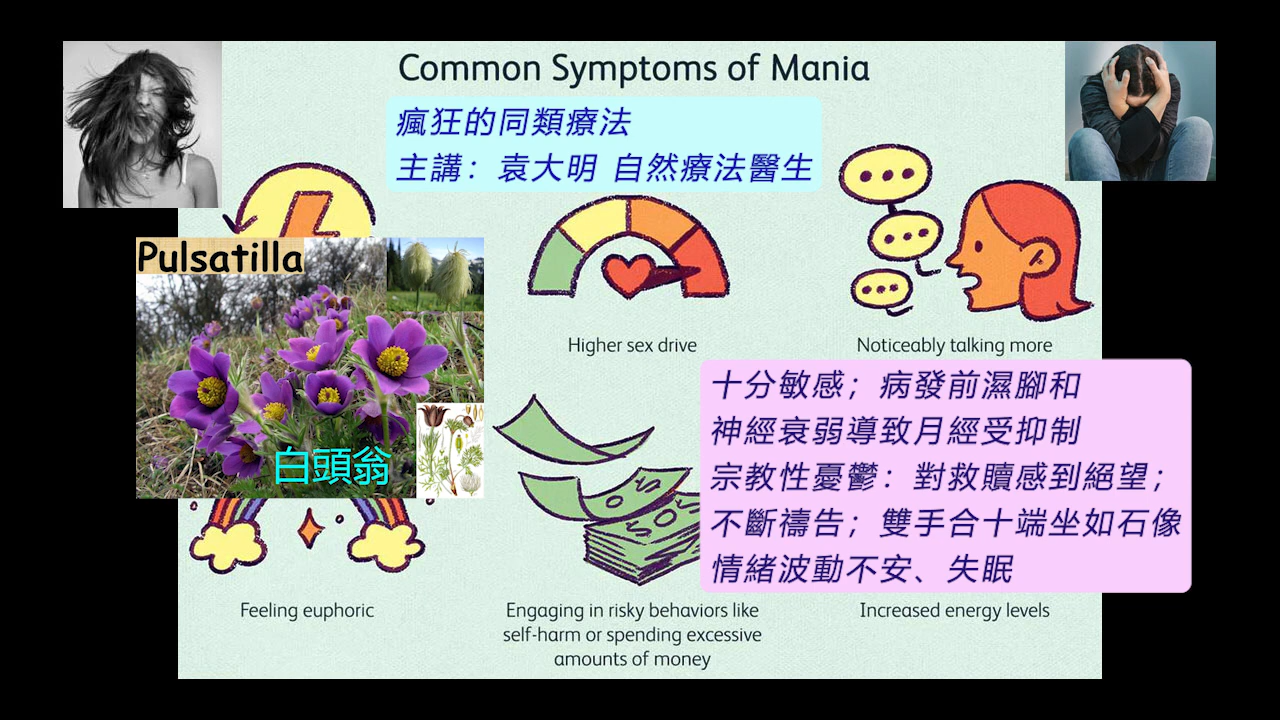 Common Symptoms of Mania
瘋狂的同類療法
主講：袁大明 自然療法醫生
Pulsatilla
白頭翁
Higher sex drive
Noticeably talking more
十分敏感；病發前濕腳和
神經衰弱導致月經受抑制
宗教性憂鬱：對救贖感到絕望；
不斷禱告；雙手合十端坐如石像
情緒波動不安、失眠
Feeling euphoric
Engaging in risky behaviors like
self-harm or spending excessive
amounts of money
Increased energy levels